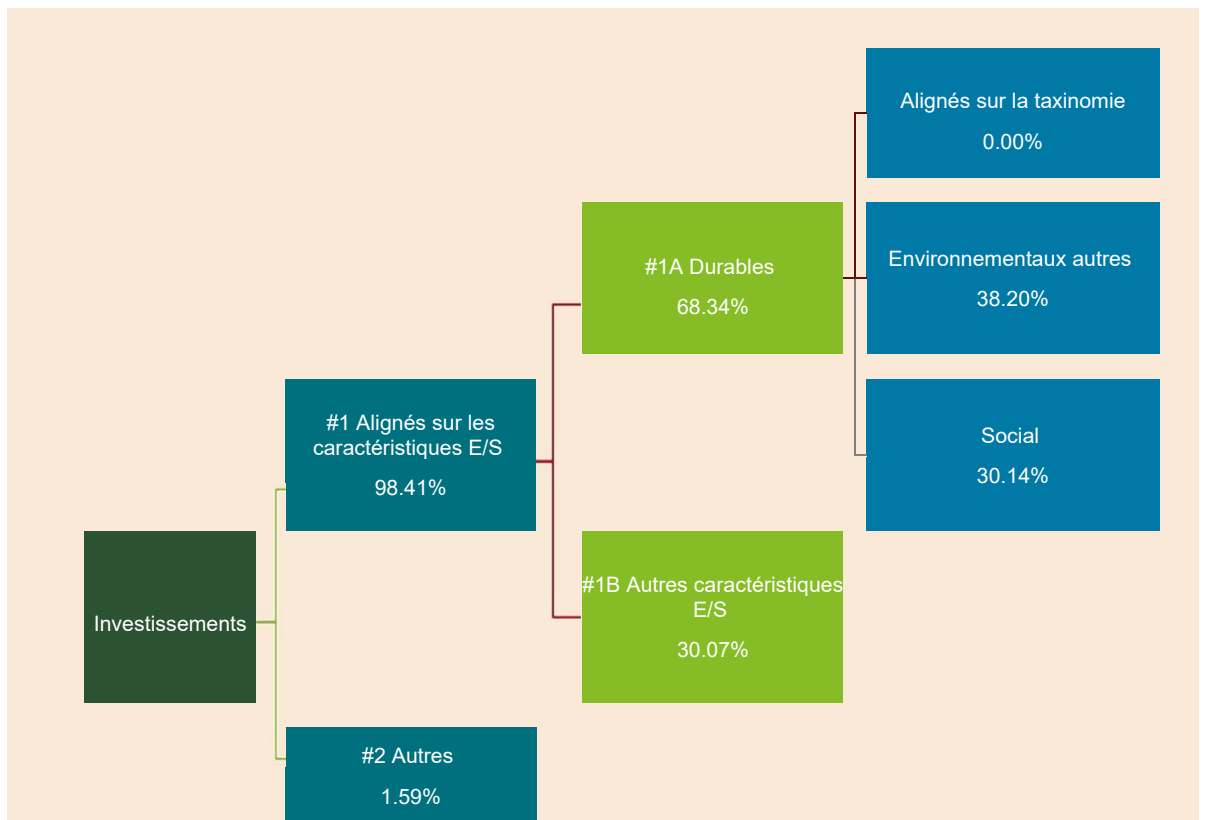 Alignés sur la taxinomie
0.00%
#1A Durables
68.34%
Environnementaux autres
38.20%
#1 Alignés sur les
caractéristiques E/S
98.41%
Social
30.14%
Investissements
#1B Autres caractéristiques
E/S
30.07%
#2 Autres
1.59%